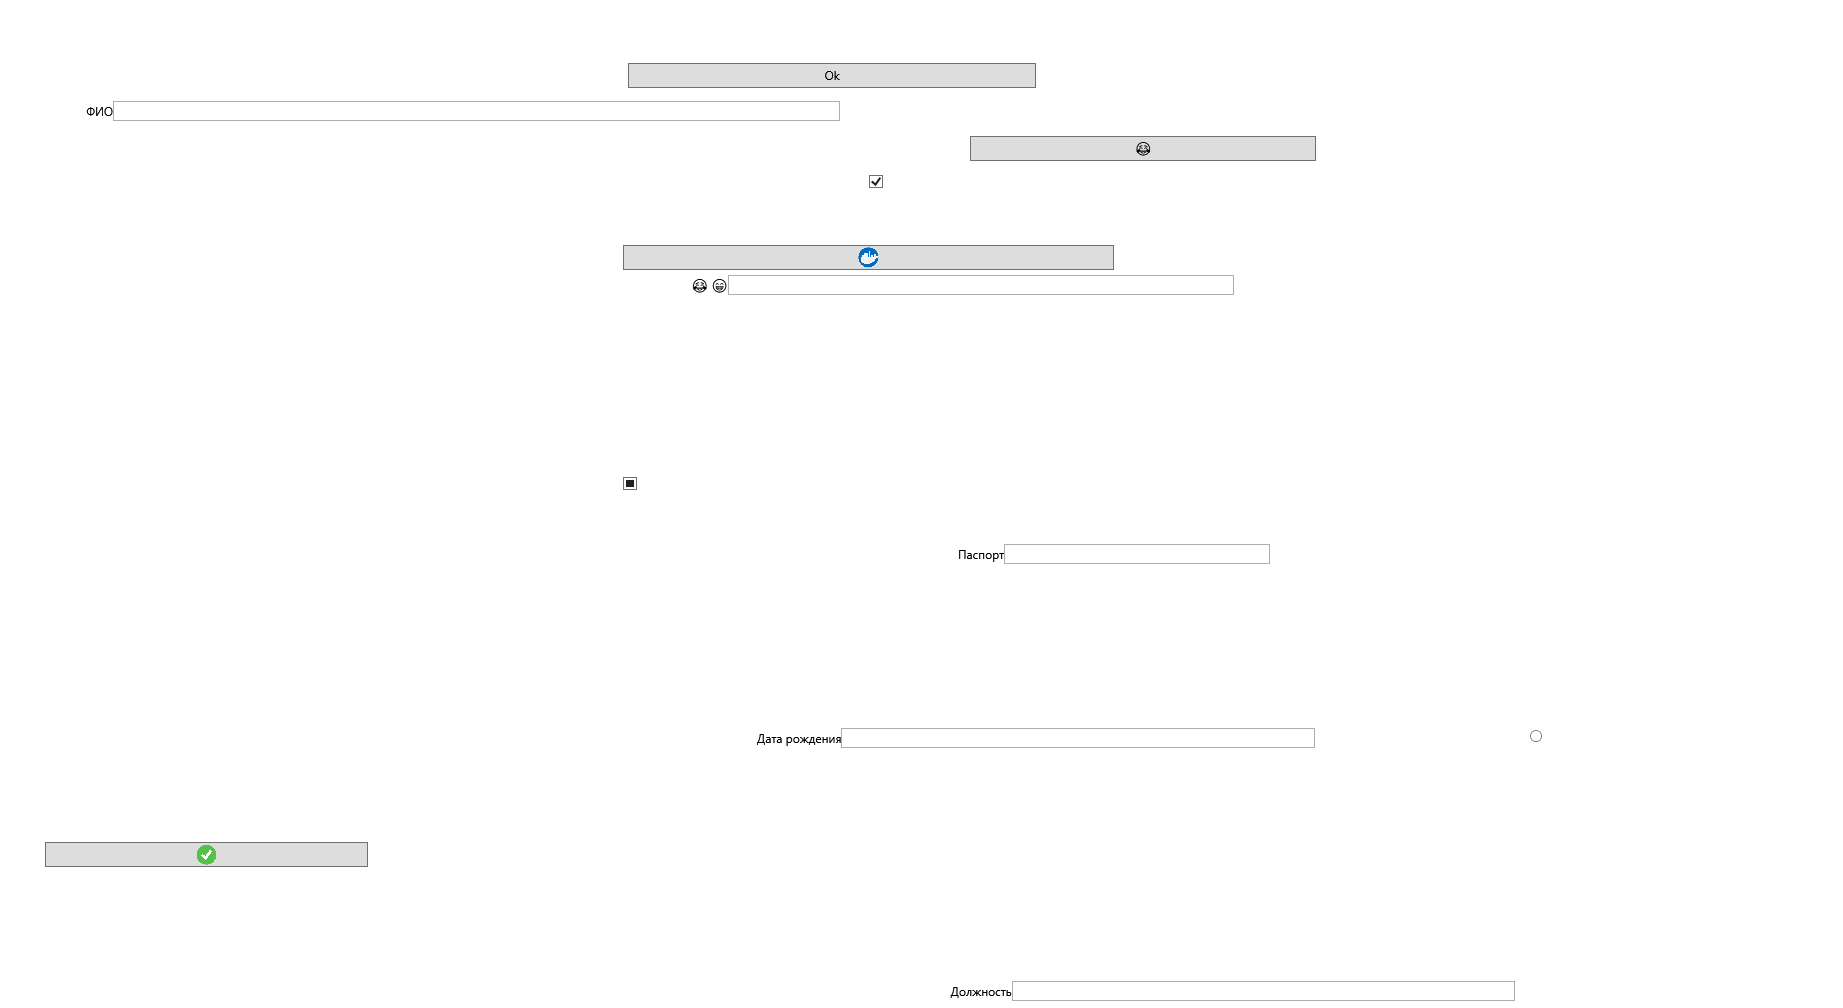 Ok
ФИО
😂
😂 😄
Паспорт
Дата рождения
Должность